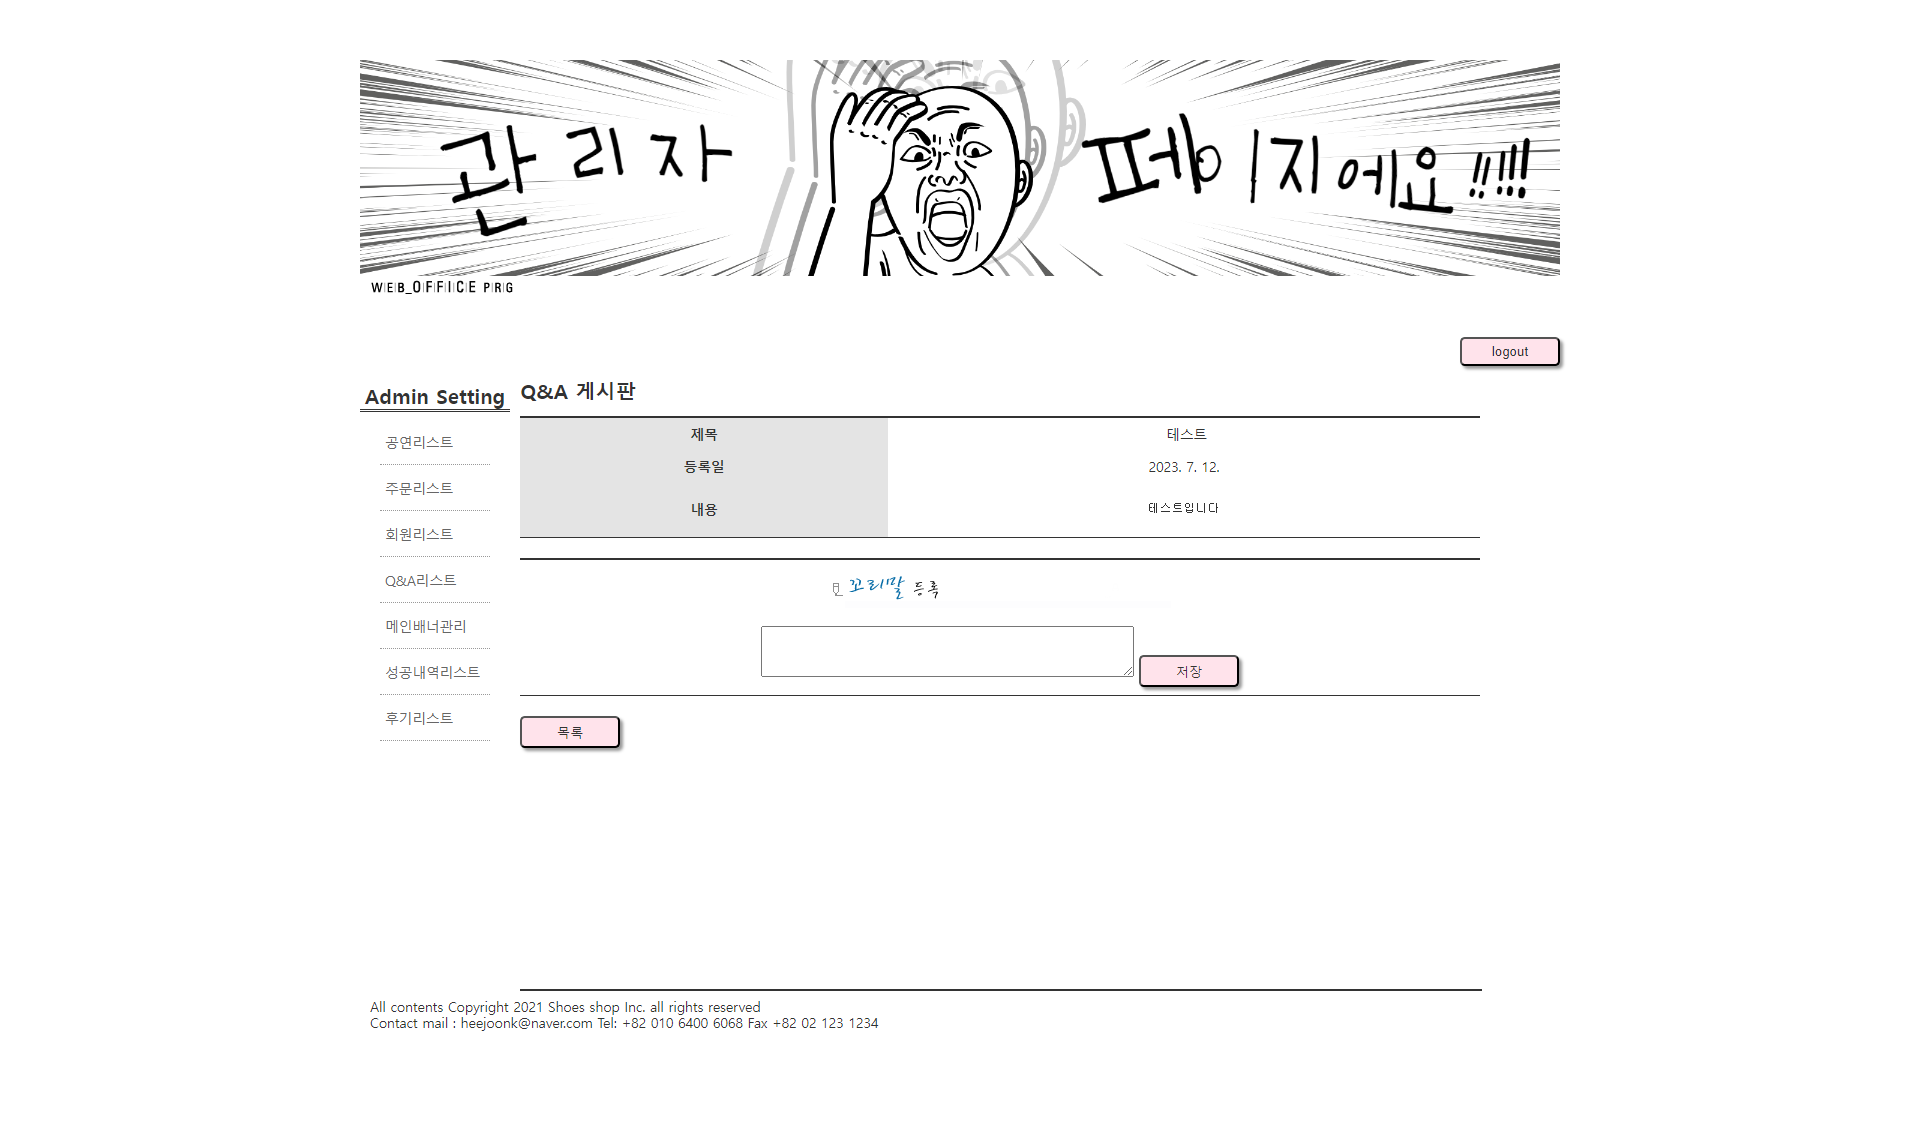 관리자 페이지에요!!!!!
WEB_OFFICE PRG
logout
Admin Setting
공연리스트
주문리스트
회원리스트
Q&A리스트
메인배너관리
성공내역리스트
후기리스트
Q&A 게시판
제목 테스트
등록일 2023. 7. 12.
내용 테스트입니다
꼬리말 등록
저장
목록
All contents Copyright 2021 Shoes shop Inc. all rights reserved
Contact mail : heejoonk@naver.com Tel: +82 010 6400 6068 Fax +82 02 123 1234